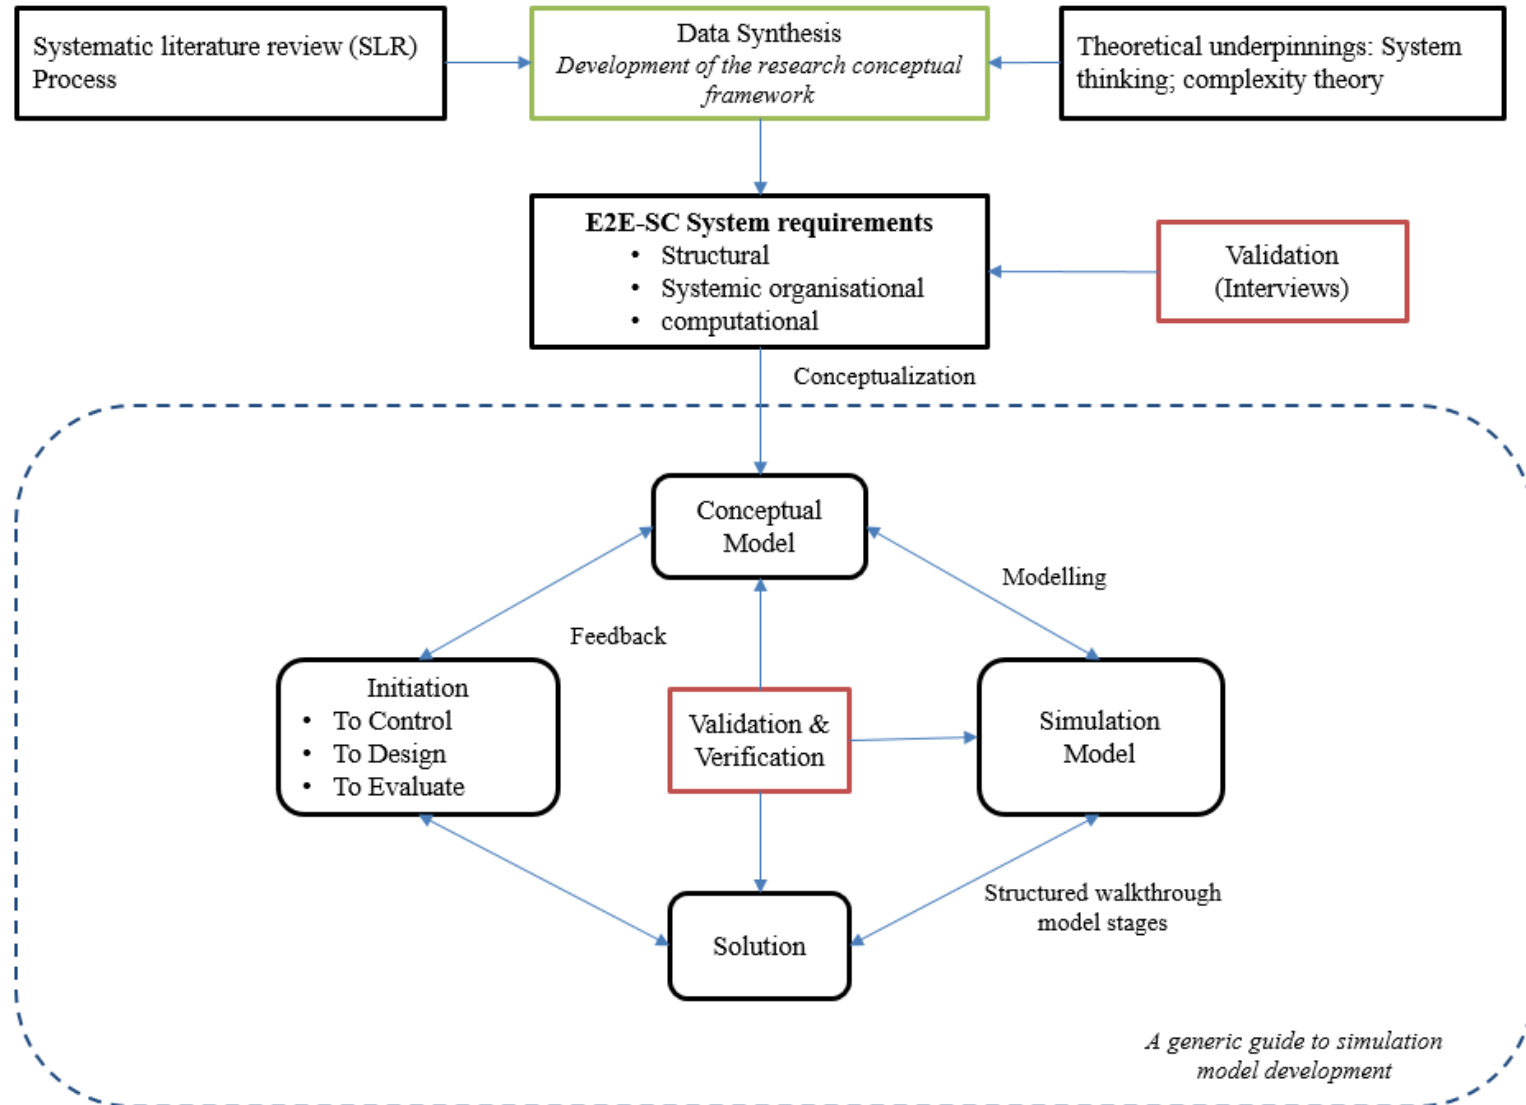 Systematic literature review (SLR)
Process
Data Synthesis
Development of the research conceptual
framework
Theoretical underpinnings: System
thinking; complexity theory
E2E-SC System requirements
• Structural
• Systemic organisational
• computational
Validation
(Interviews)
Conceptualization
Conceptual
Model
Modelling
Feedback
Initiation
• To Control
• To Design
• To Evaluate
Validation &
Verification
Simulation
Model
Structured walkthrough
model stages
Solution
A generic guide to simulation
model development